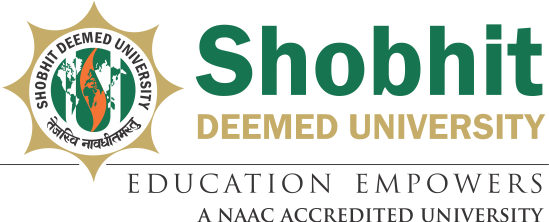 SHOBHIT DEEMED UNIVERSITY
तेजस्वि नावधीतमस्तु
Shobhit
DEEMED UNIVERSITY
EDUCATION EMPOWERS
A NAAC ACCREDITED UNIVERSITY